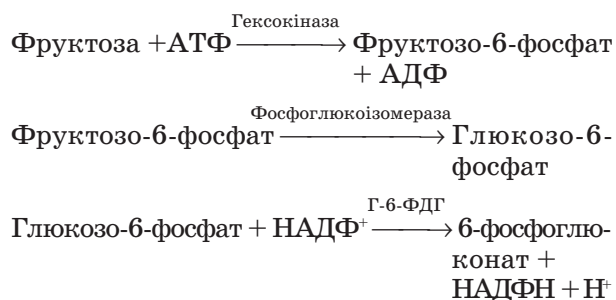 Гексокіназа
Фруктоза +АТФ ⟶ Фруктозо-6-фосфат
+ АДФ
Фосфоглюкоізомераза
Фруктозо-6-фосфат ⟶ Глюкозо-6-
фосфат
Г-6-ФДГ
Глюкозо-6-фосфат + НАДФ⁺ ⟶ 6-фосфоглю-
конат +
НАДФН + Н⁺